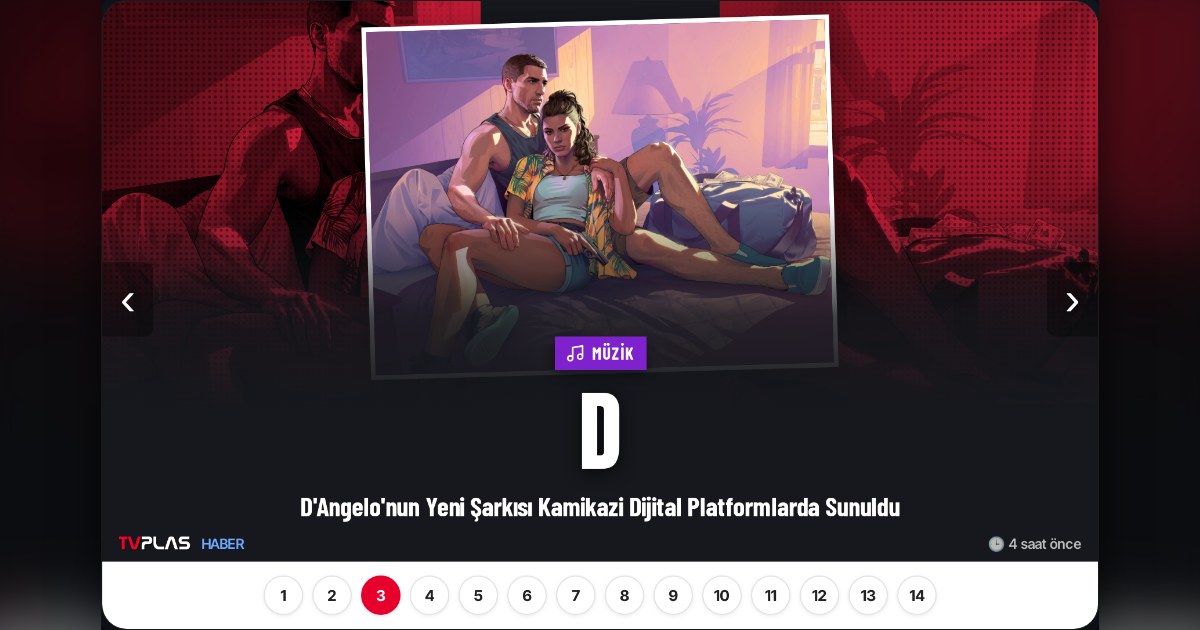 MÜZİK
D
D'Angelo'nun Yeni Şarkısı Kamikazi Dijital Platformlarda Sunuldu
TVPLAS HABER
4 saat önce
1 2 3 4 5 6 7 8 9 10 11 12 13 14